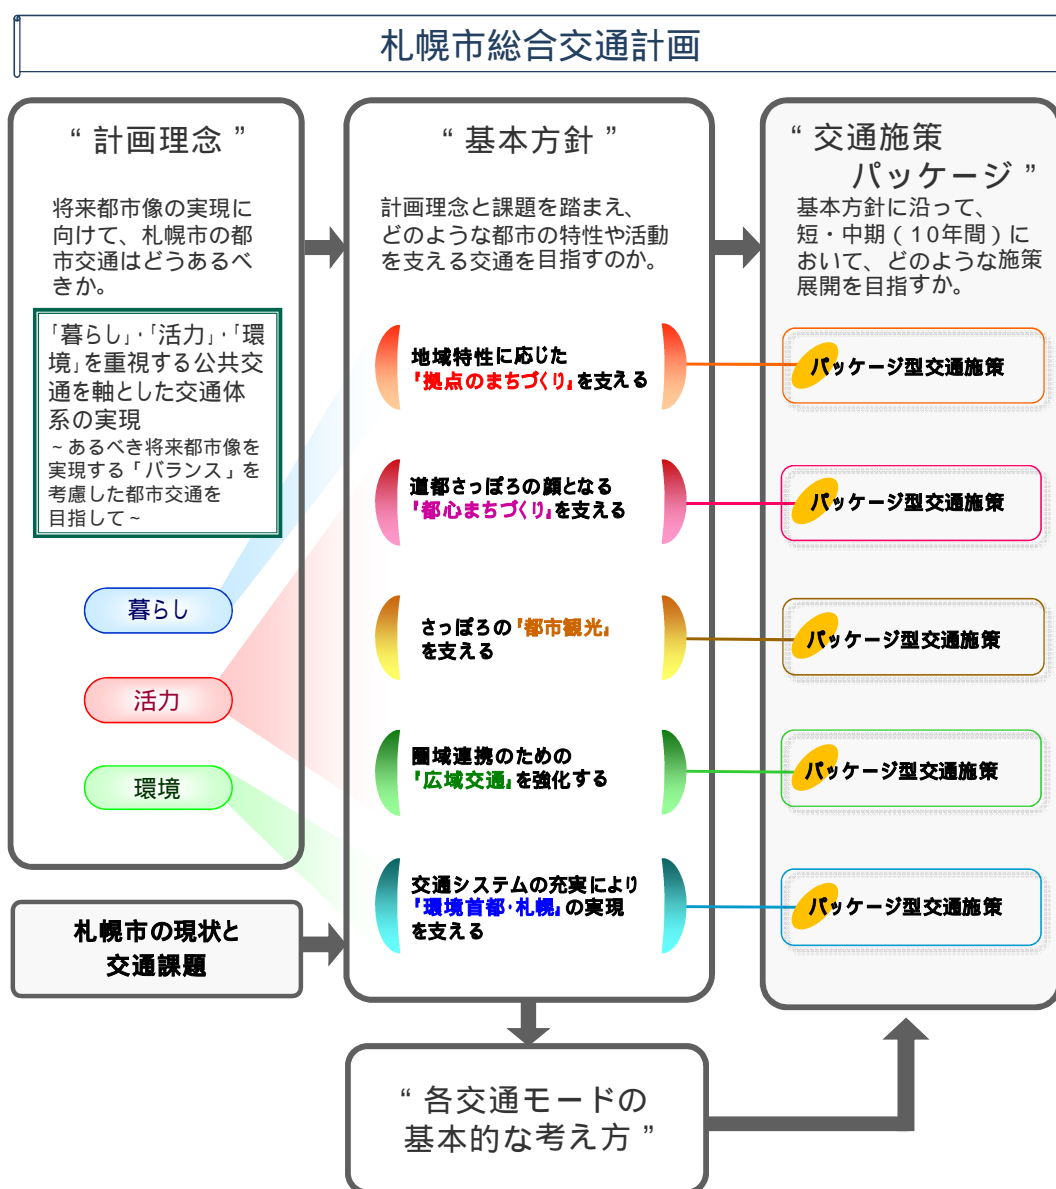 札幌市総合交通計画
“ 計画理念 ”
将来都市像の実現に
向けて、札幌市の都
市交通はどうあるべ
きか。
「暮らし」・「活力」・「環
境」を重視する公共交
通を軸とした交通体
系の実現
~あるべき将来都市像を
実現する「バランス」を
考慮した都市交通を
目指して~
暮らし
活力
環境
札幌市の現状と
交通課題
“ 基本方針 ”
計画理念と課題を踏まえ、
どのような都市の特性や活動
を支える交通を目指すのか。
地域特性に応じた
『拠点のまちづくり』を支える
道都さっぽろの顔となる
『都心まちづくり』を支える
さっぽろの『都市観光』
を支える
圏域連携のための
『広域交通』を強化する
交通システムの充実により
『環境首都・札幌』の実現
を支える
“ 交通施策
パッケージ ”
基本方針に沿って、
短・中期（10年間）に
おいて、どのような施策
展開を目指すか。
パッケージ型交通施策
パッケージ型交通施策
パッケージ型交通施策
パッケージ型交通施策
パッケージ型交通施策
“ 各交通モードの
基本的な考え方 ”